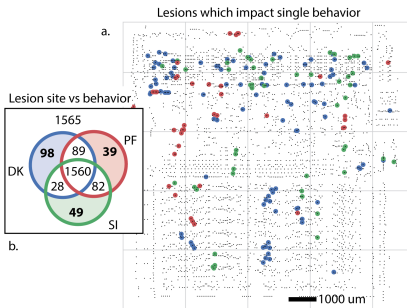 Lesions which impact single behavior
a.
Lesion site vs behavior
1565
PF
98
89
39
DK
1560
28
82
49
SI
b.
1000 um